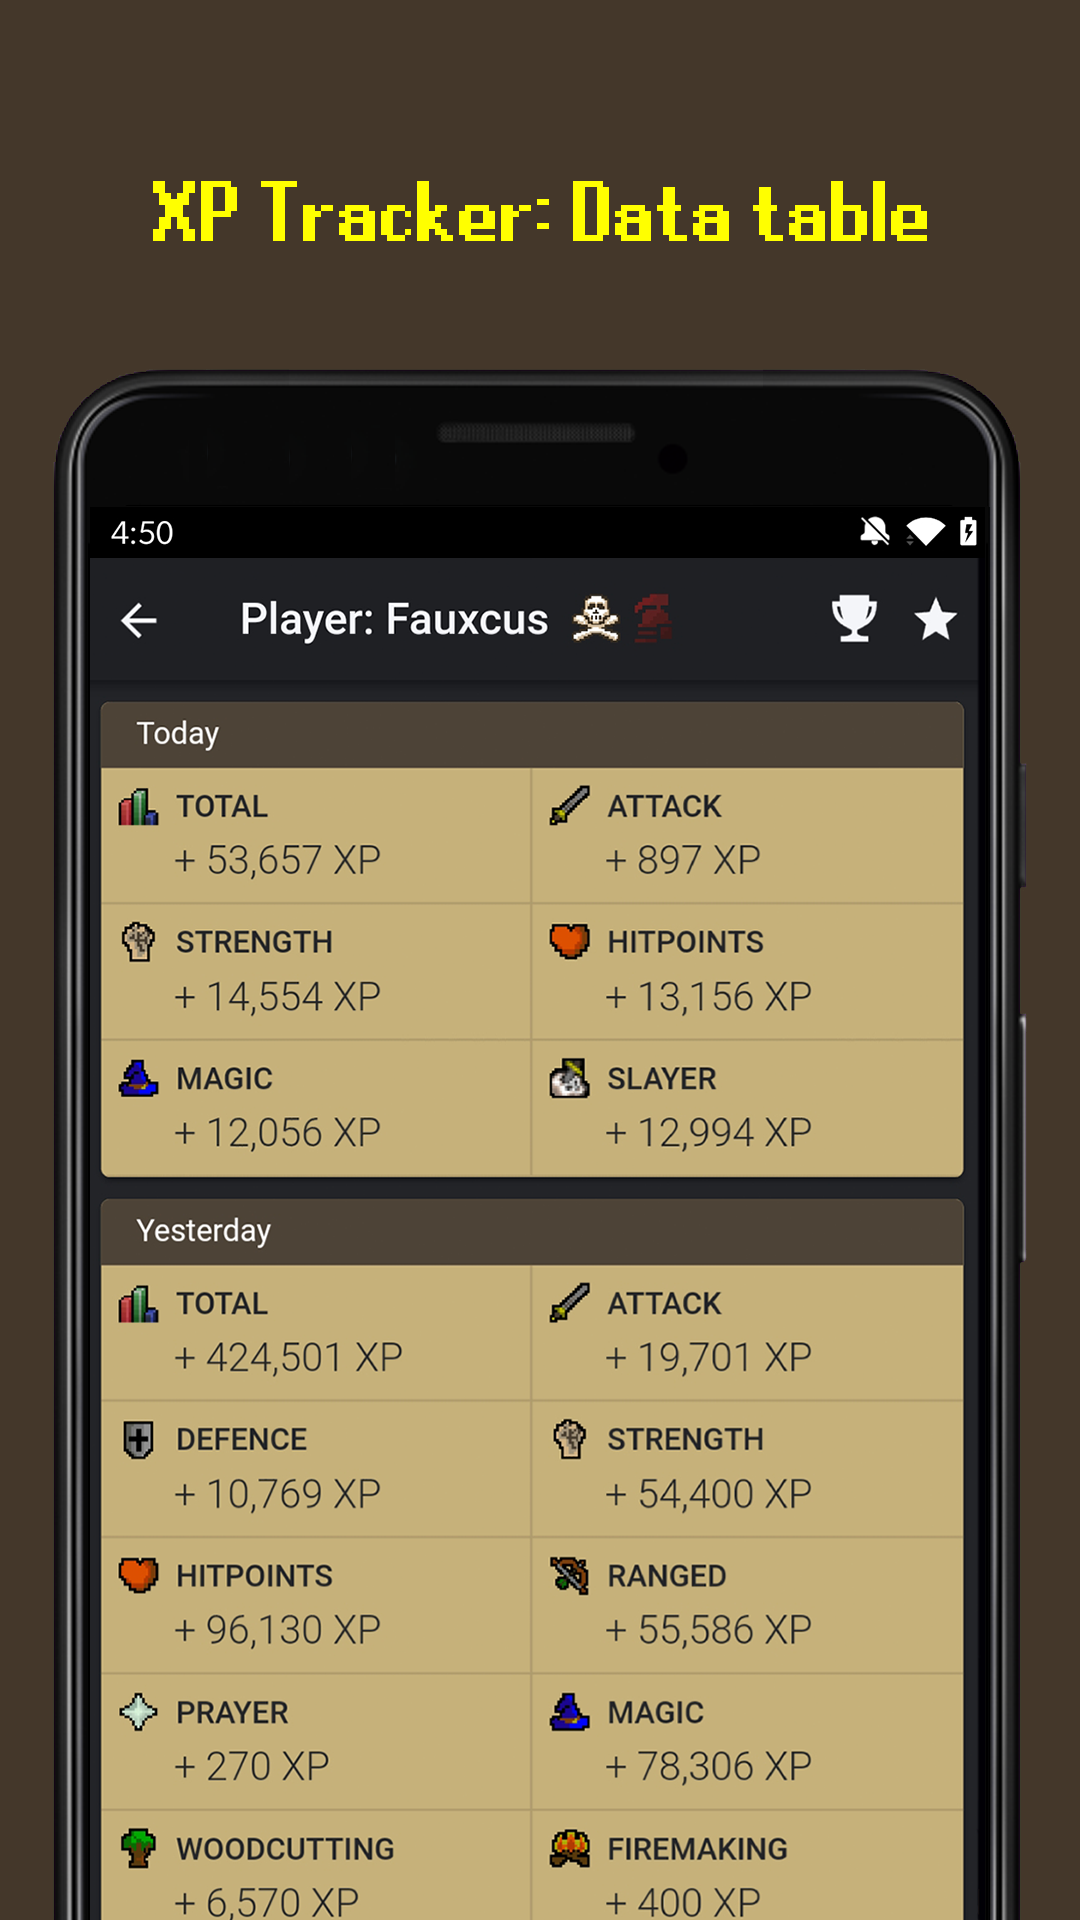 XP Tracker: Data table
4:50
Player: Fauxcus
Today
TOTAL
+ 53,657 XP
ATTACK
+ 897 XP
STRENGTH
+ 14,554 XP
HITPOINTS
+ 13,156 XP
MAGIC
+ 12,056 XP
SLAYER
+ 12,994 XP
Yesterday
TOTAL
+ 424,501 XP
ATTACK
+ 19,701 XP
DEFENCE
+ 10,769 XP
STRENGTH
+ 54,400 XP
HITPOINTS
+ 96,130 XP
RANGED
+ 55,586 XP
PRAYER
+ 270 XP
MAGIC
+ 78,306 XP
WOODCUTTING
+ 6,570 XP
FIREMAKING
+ 400 XP